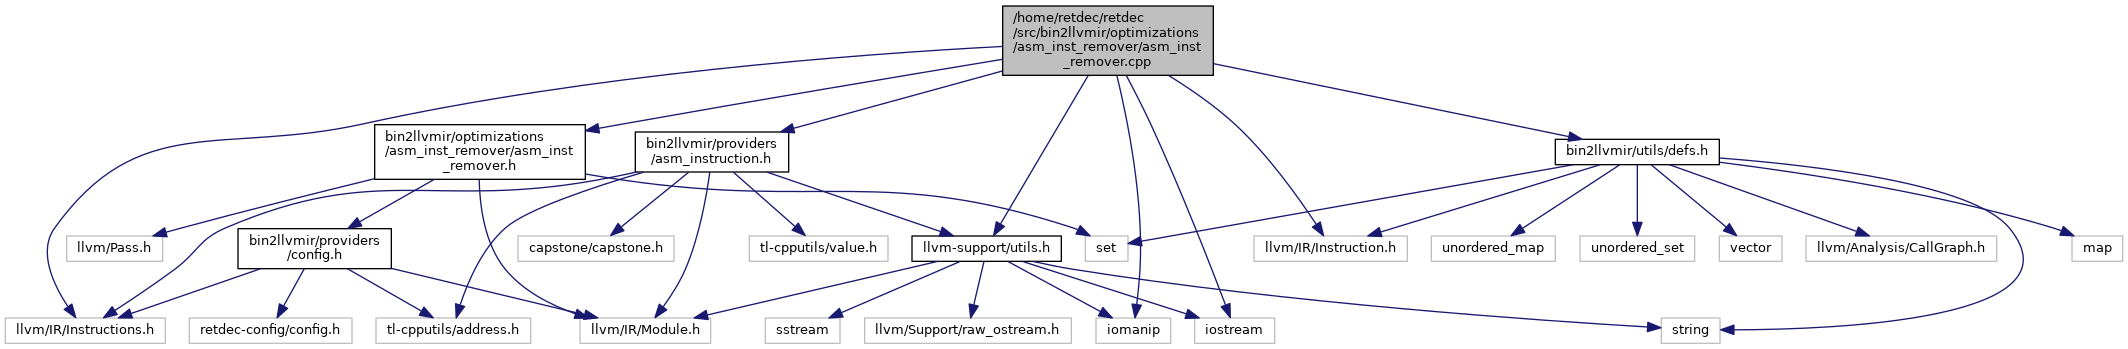 /home/retdec/retdec
/src/bin2llvmir/optimizations
/asm_inst_remover/asm_inst
_remover.cpp
bin2llvmir/optimizations
/asm_inst_remover/asm_inst
_remover.h
bin2llvmir/providers
/asm_instruction.h
bin2llvmir/utils/defs.h
llvm/Pass.h
bin2llvmir/providers
/config.h
capstone/capstone.h
tl-cpputils/value.h
llvm-support/utils.h
set
llvm/IR/Instruction.h
unordered_map
unordered_set
vector
llvm/Analysis/CallGraph.h
map
llvm/IR/Instructions.h
retdec-config/config.h
tl-cpputils/address.h
llvm/IR/Module.h
sstream
llvm/Support/raw_ostream.h
iomanip
iostream
string